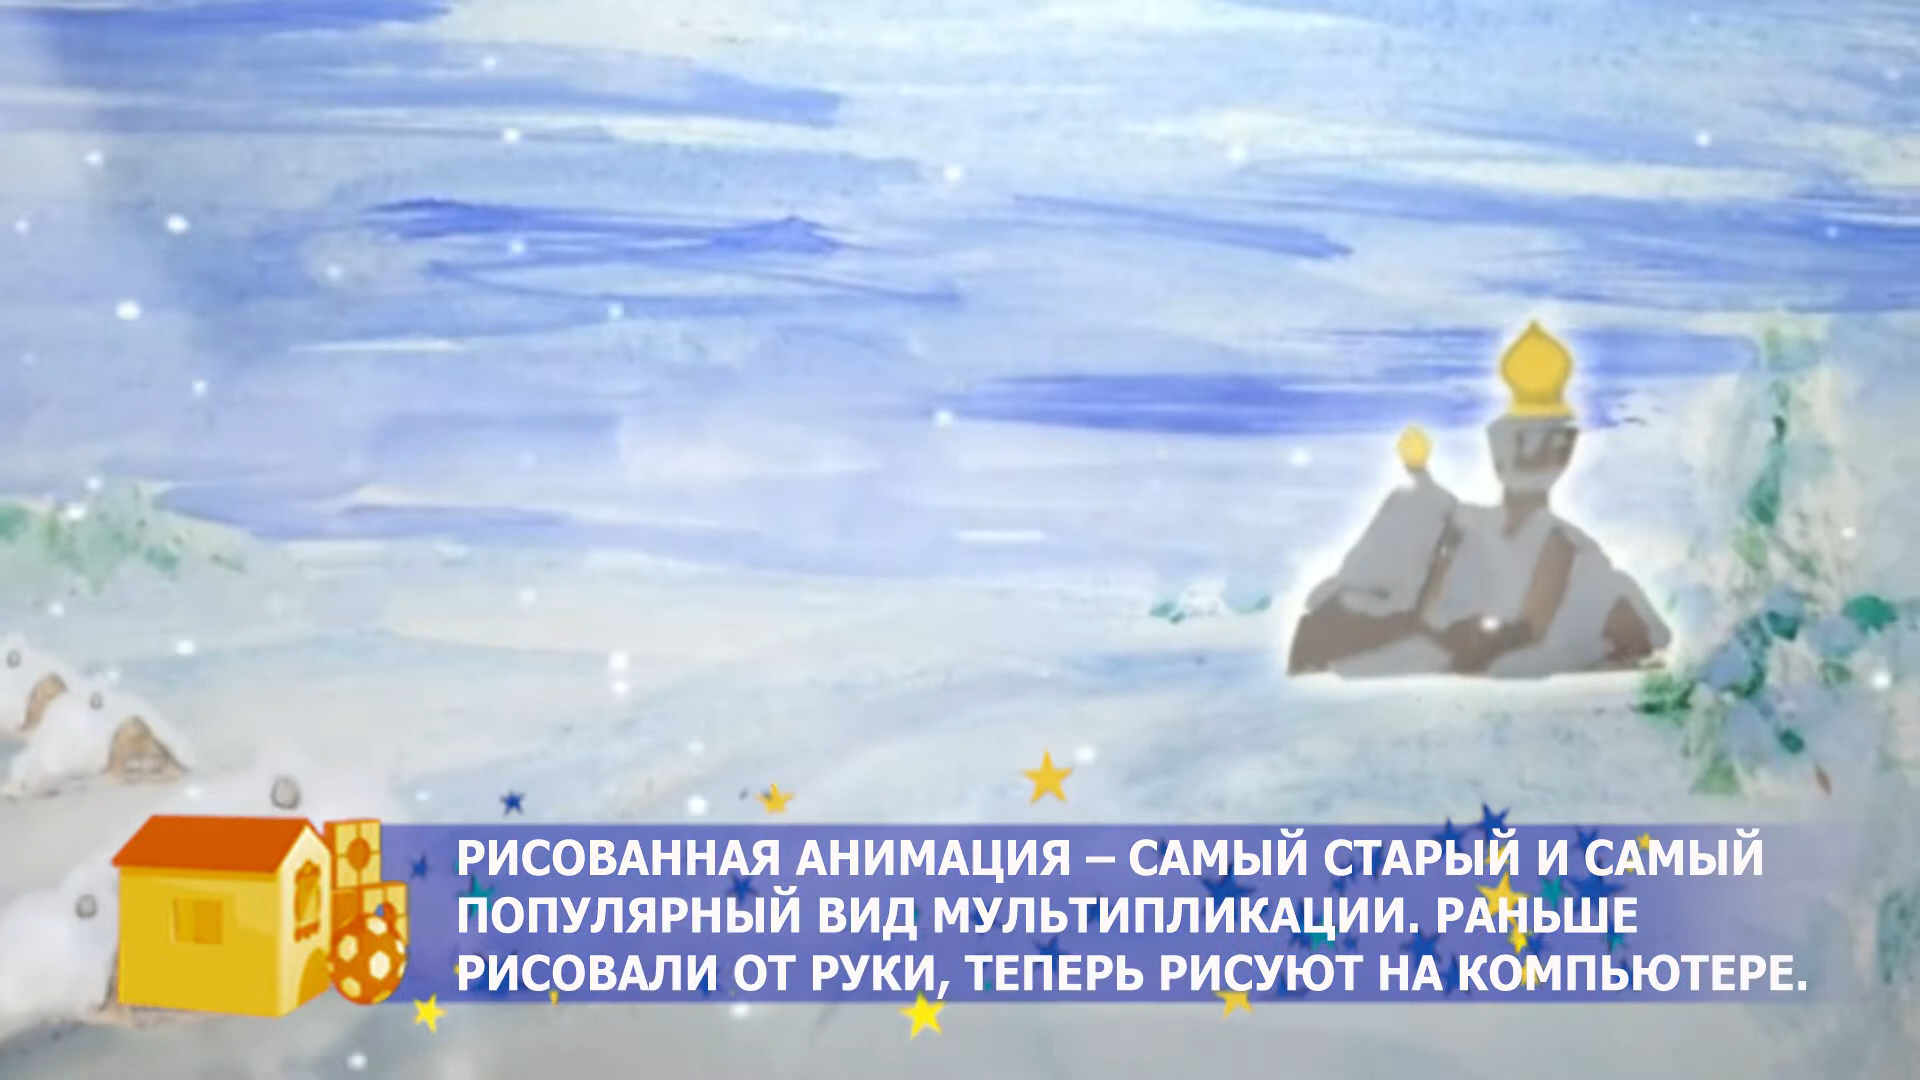 РИСОВАННАЯ АНИМАЦИЯ – САМЫЙ СТАРЫЙ И САМЫЙ
ПОПУЛЯРНЫЙ ВИД МУЛЬТИПЛИКАЦИИ. РАНЬШЕ
РИСОВАЛИ ОТ РУКИ, ТЕПЕРЬ РИСУЮТ НА КОМПЬЮТЕРЕ.